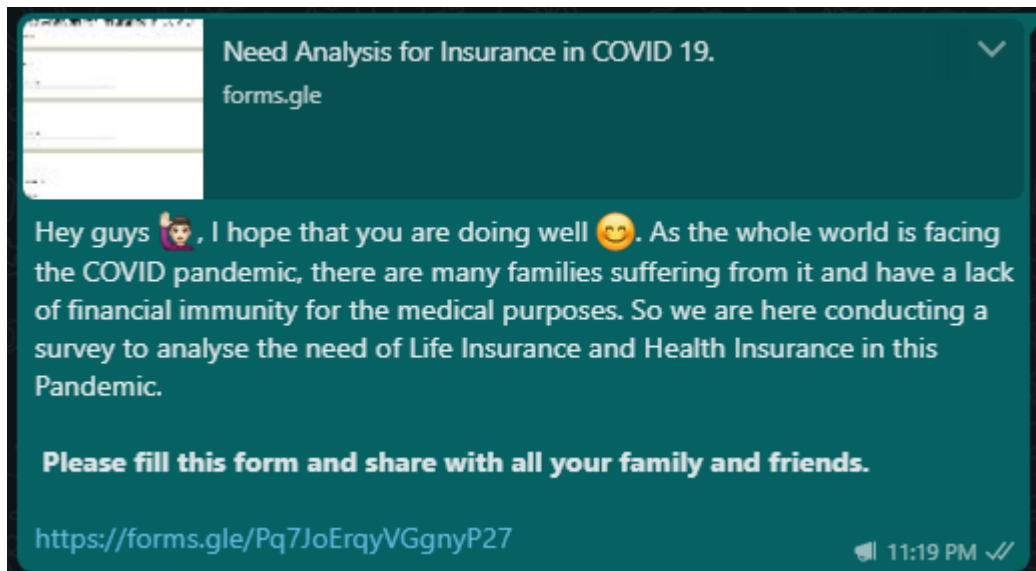 Need Analysis for Insurance in COVID 19.
forms.gle
Hey guys 🙋🏻‍♂️, I hope that you are doing well 😊. As the whole world is facing
the COVID pandemic, there are many families suffering from it and have a lack
of financial immunity for the medical purposes. So we are here conducting a
survey to analyse the need of Life Insurance and Health Insurance in this
Pandemic.
Please fill this form and share with all your family and friends.
https://forms.gle/Pq7JoErqyVGgnyP27
11:19 PM